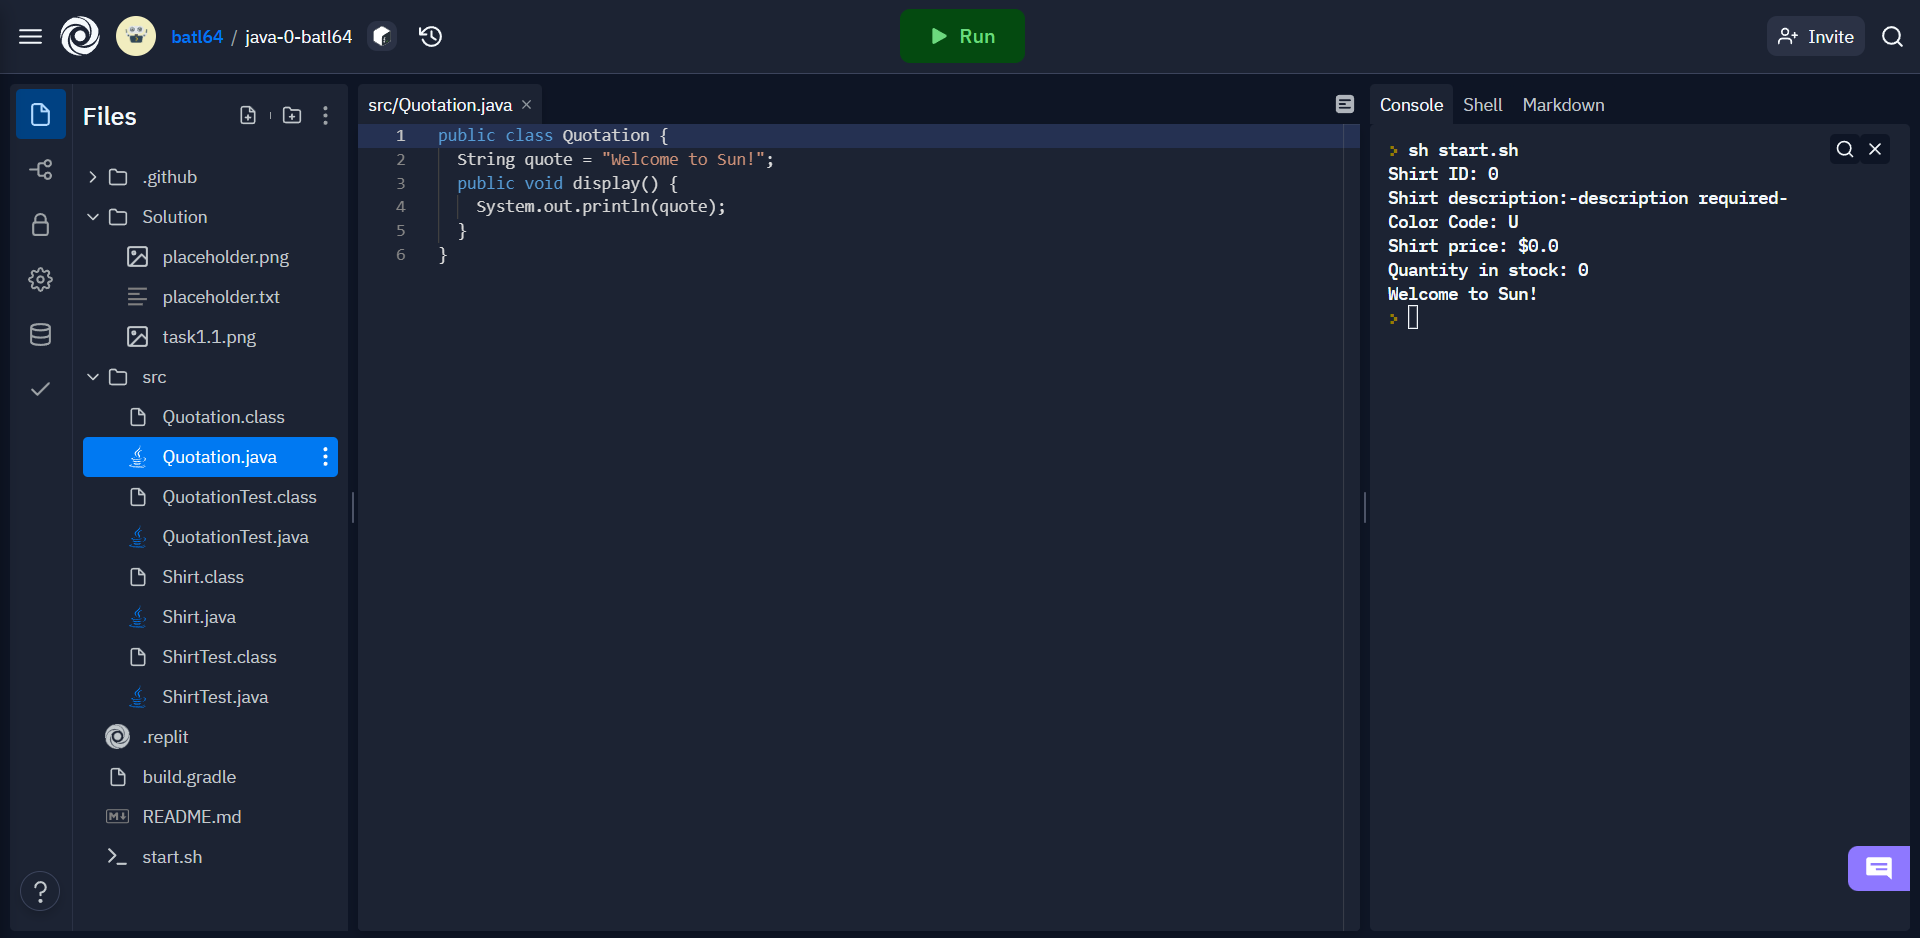 batl64 / java-0-batl64
Run
Invite
Files
.github
Solution
placeholder.png
placeholder.txt
task1.1.png
src
Quotation.class
Quotation.java
QuotationTest.class
QuotationTest.java
Shirt.class
Shirt.java
ShirtTest.class
ShirtTest.java
.replit
build.gradle
M↓ README.md
start.sh
?
src/Quotation.java ×
1 public class Quotation {
2 String quote = "Welcome to Sun!";
3 public void display() {
4 System.out.println(quote);
5 }
6 }
Console Shell Markdown
> sh start.sh
Shirt ID: 0
Shirt description:-description required-
Color Code: U
Shirt price: $0.0
Quantity in stock: 0
Welcome to Sun!
>